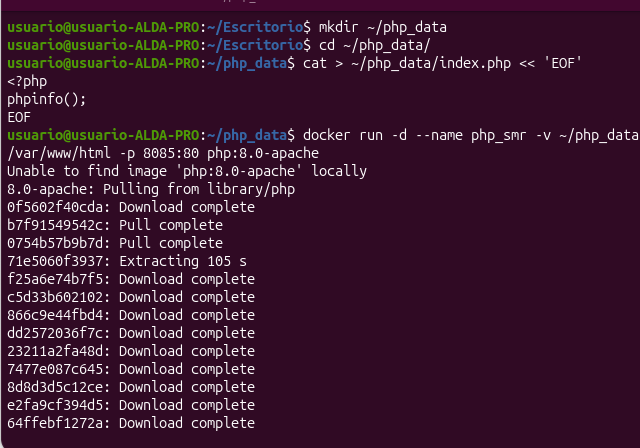 usuario@usuario-ALDA-PRO:~/Escritorio$ mkdir ~/php_data
usuario@usuario-ALDA-PRO:~/Escritorio$ cd ~/php_data/
usuario@usuario-ALDA-PRO:~/php_data$ cat > ~/php_data/index.php << 'EOF'
<?php
phpinfo();
EOF
usuario@usuario-ALDA-PRO:~/php_data$ docker run -d --name php_smr -v ~/php_data
/var/www/html -p 8085:80 php:8.0-apache
Unable to find image 'php:8.0-apache' locally
8.0-apache: Pulling from library/php
0f5602f40cda: Download complete
b7f91549542c: Pull complete
0754b57b9b7d: Pull complete
71e5060f3937: Extracting 105 s
f25a6e74b7f5: Download complete
c5d33b602102: Download complete
866c9e44fbd4: Download complete
dd2572036f7c: Download complete
23211a2fa48d: Download complete
7477e087c645: Download complete
8d8d3d5c12ce: Download complete
e2fa9cf394d5: Download complete
64ffebf1272a: Download complete